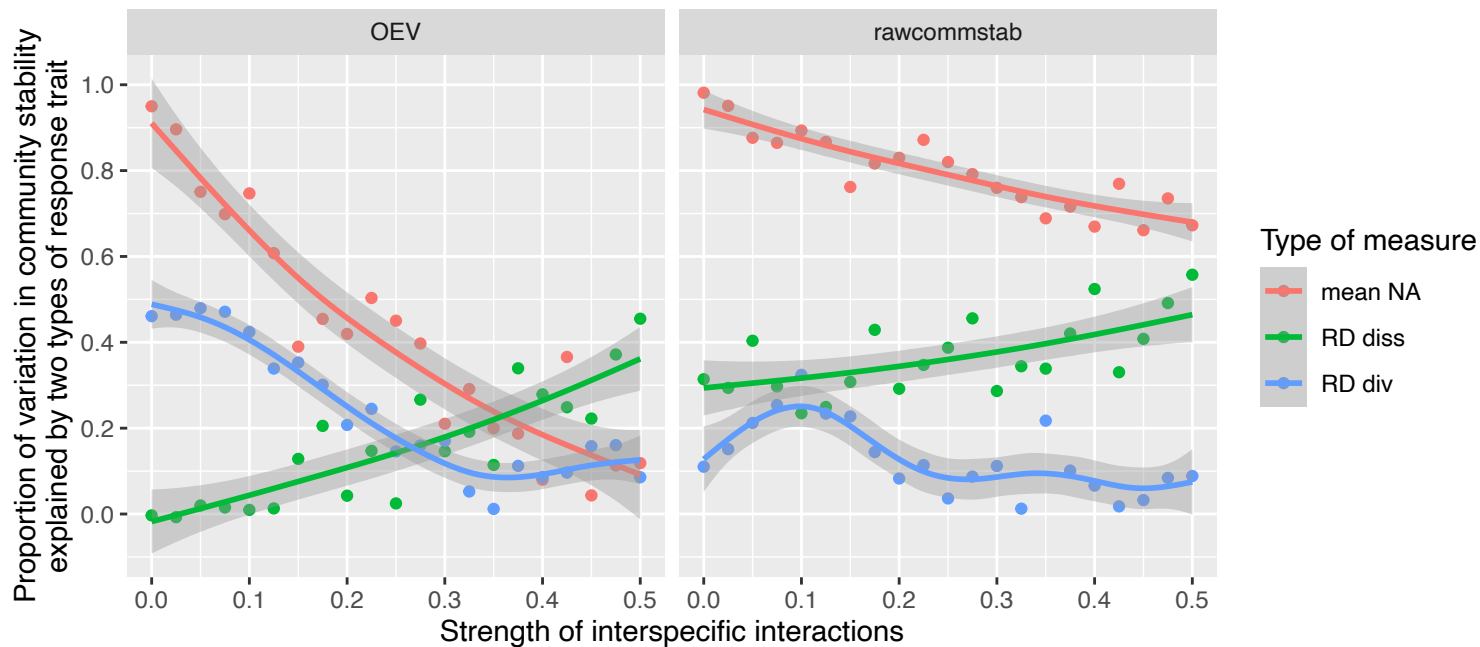 OEV
rawcommstab
Proportion of variation in community stability
explained by two types of response trait
1.0
0.8
0.6
0.4
0.2
0.0
0.0 0.1 0.2 0.3 0.4 0.5
0.0 0.1 0.2 0.3 0.4 0.5
Strength of interspecific interactions
Type of measure
mean NA
RD diss
RD div